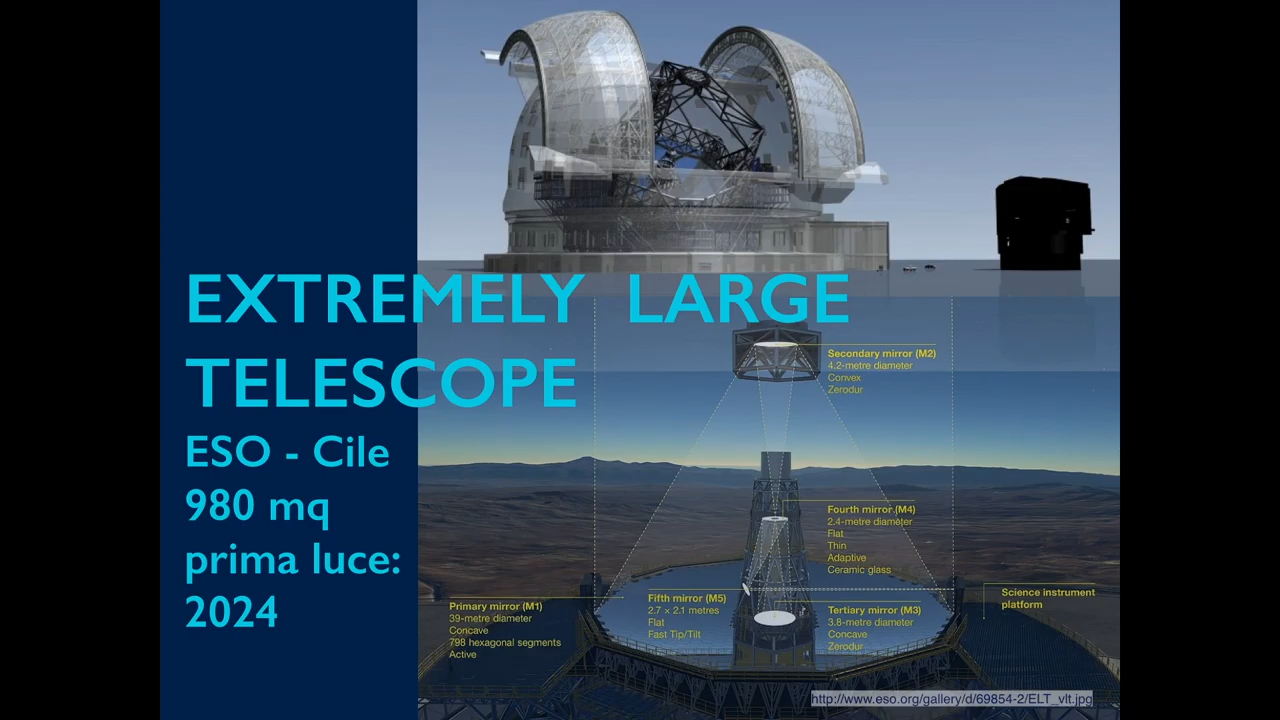 EXTREMELY LARGE
TELESCOPE
ESO - Cile
980 mq
prima luce:
2024
Secondary mirror (M2)
4.2-metre diameter
Convex
Zerodur
Fourth mirror (M4)
2.4-metre diameter
Flat
Thin
Adaptive
Ceramic glass
Fifth mirror (M5)
2.7 × 2.1 metres
Flat
Fast Tip/Tilt
Primary mirror (M1)
39-metre diameter
Concave
798 hexagonal segments
Active
Tertiary mirror (M3)
3.8-metre diameter
Concave
Zerodur
Science instrument
platform
http://www.eso.org/gallery/d/69854-2/ELT_vlt.jpg